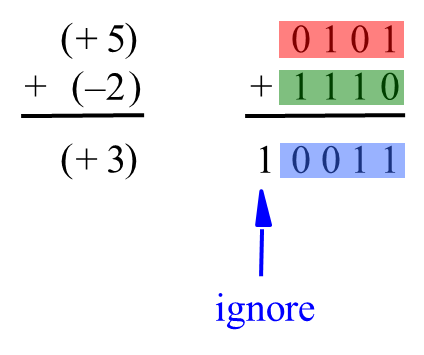 (+ 5) 0 1 0 1
+ (–2) + 1 1 1 0
(+ 3) 1 0 0 1 1
ignore